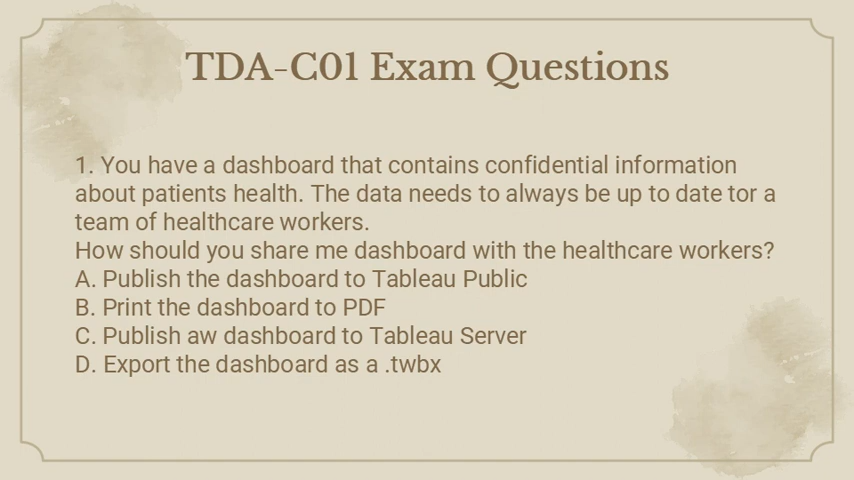 TDA-C01 Exam Questions
1. You have a dashboard that contains confidential information
about patients health. The data needs to always be up to date tor a
team of healthcare workers.
How should you share me dashboard with the healthcare workers?
A. Publish the dashboard to Tableau Public
B. Print the dashboard to PDF
C. Publish aw dashboard to Tableau Server
D. Export the dashboard as a .twbx